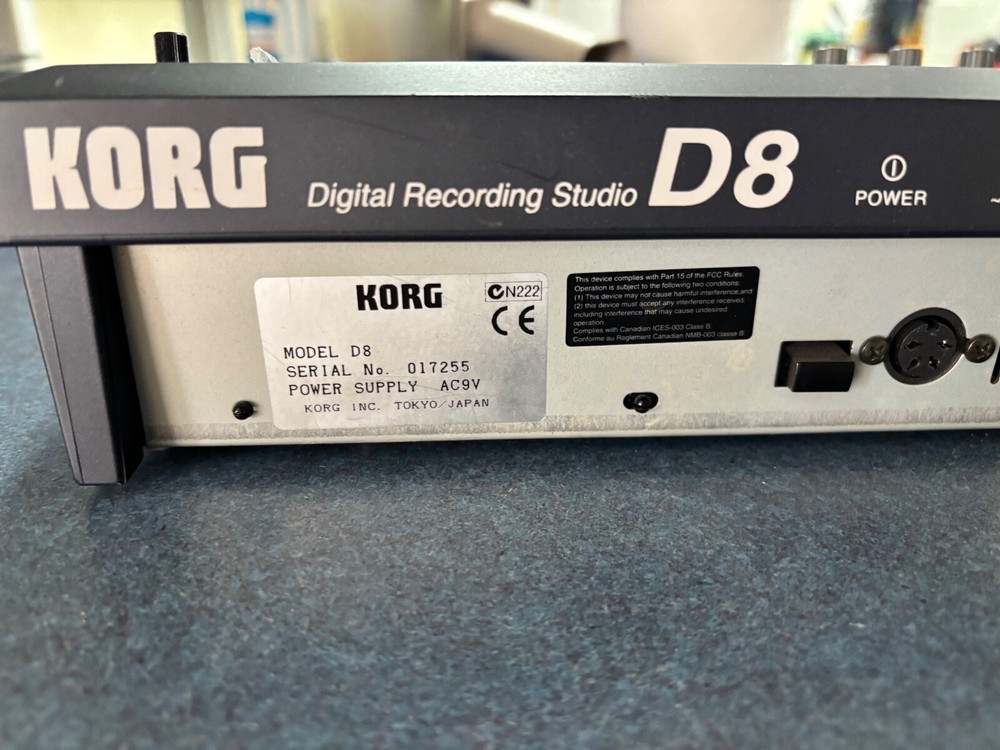 KORG
Digital Recording Studio D8
POWER
KORG
N222
CE
MODEL D8
SERIAL No. 017255
POWER SUPPLY AC9V
KORG INC. TOKYO/JAPAN
This device complies with Part 15 of the FCC Rules.
Operation is subject to the following two conditions:
(1) This device may not cause harmful interference,and
(2) this device must accept any interference received,
including interference that may cause undesired
operation.
Complies with Canadian ICES-003 Class B.
Conforme au Reglement Canadian NMB-003 classe B.